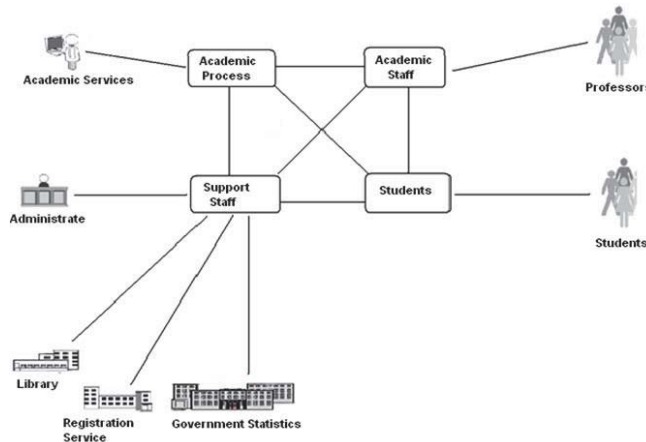 Academic Services
Academic
Process
Academic
Staff
Professors
Administrate
Support
Staff
Students
Students
Library
Registration
Service
Government Statistics